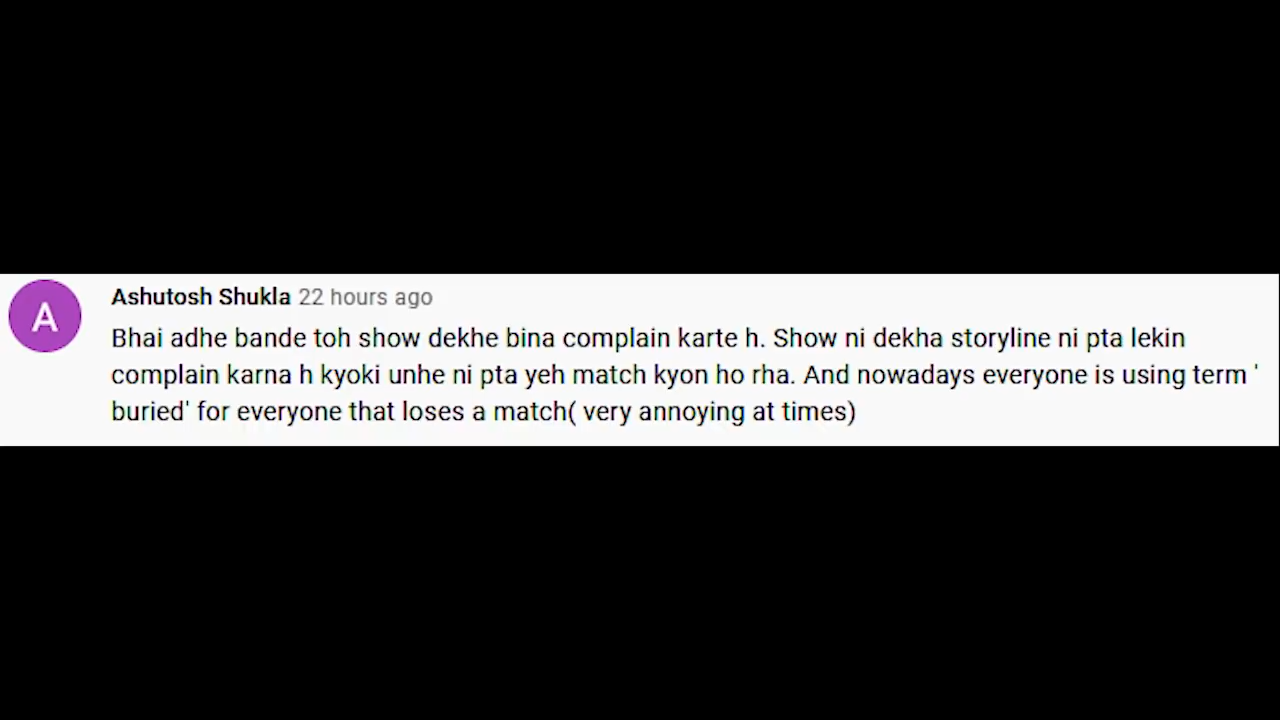 A
Ashutosh Shukla 22 hours ago
Bhai adhe bande toh show dekhe bina complain karte h. Show ni dekha storyline ni pta lekin
complain karna h kyoki unhe ni pta yeh match kyon ho rha. And nowadays everyone is using term '
buried' for everyone that loses a match( very annoying at times)